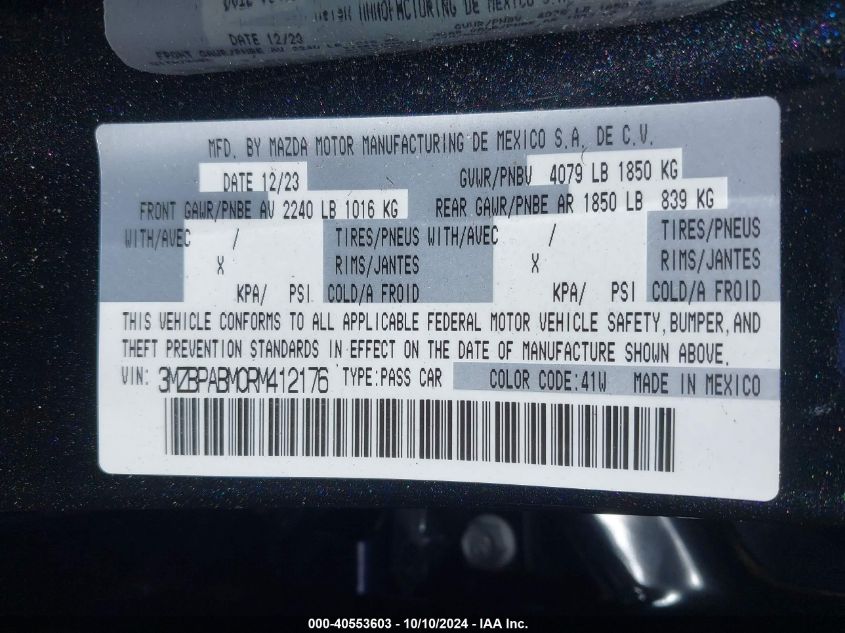 MANUFACTURING DE MEXICO S.A.
DATE 12/23
MFD. BY MAZDA MOTOR MANUFACTURING DE MEXICO S.A. DE C.V.
DATE 12/23 GVWR/PNBV 4079 LB 1850 KG
FRONT GAWR/PNBE AV 2240 LB 1016 KG REAR GAWR/PNBE AR 1850 LB 839 KG
WITH/AVEC / TIRES/PNEUS WITH/AVEC / TIRES/PNEUS
X RIMS/JANTES X RIMS/JANTES
KPA/ PSI COLD/A FROID KPA/ PSI COLD/A FROID
THIS VEHICLE CONFORMS TO ALL APPLICABLE FEDERAL MOTOR VEHICLE SAFETY, BUMPER, AND
THEFT PREVENTION STANDARDS IN EFFECT ON THE DATE OF MANUFACTURE SHOWN ABOVE.
VIN: 3MZBPABM0RM412176 TYPE:PASS CAR COLOR CODE:41W MADE IN MEXICO
000-40553603 - 10/10/2024 - IAA Inc.